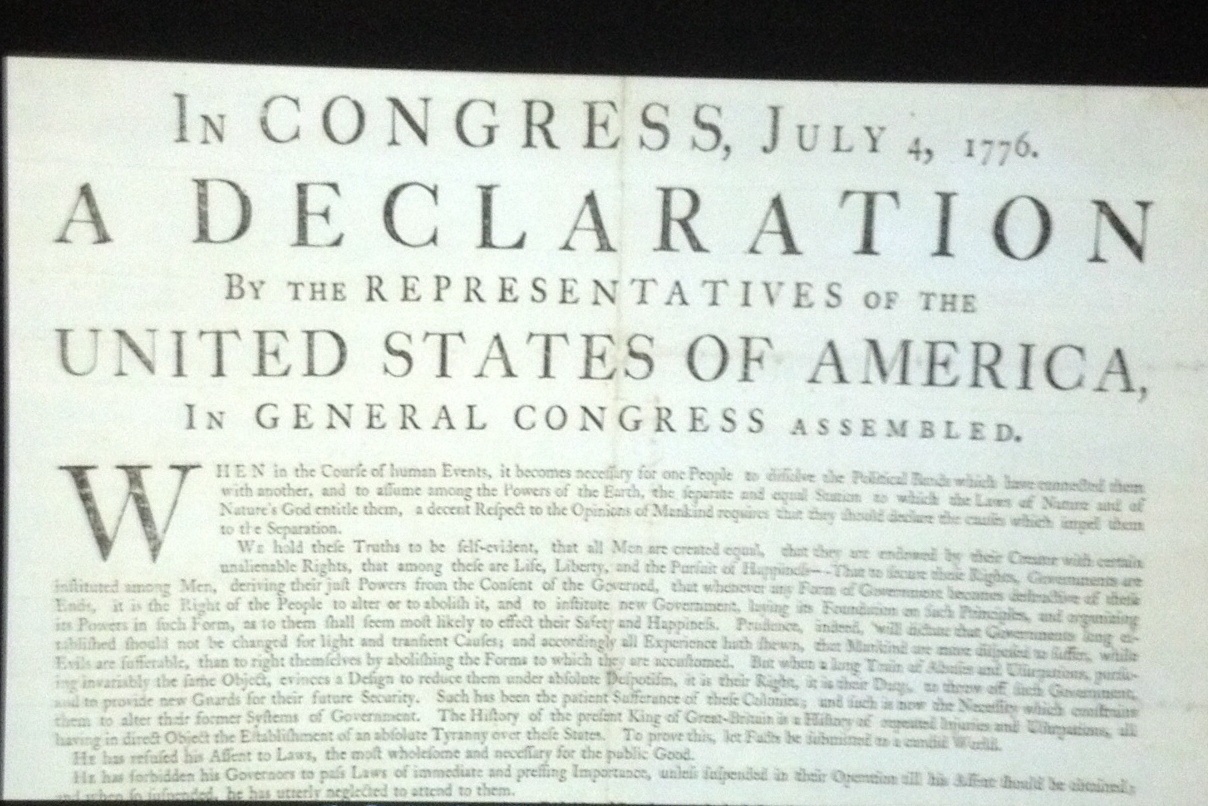 IN CONGRESS, JULY 4, 1776.
A DECLARATION
BY THE REPRESENTATIVES OF THE
UNITED STATES OF AMERICA,
IN GENERAL CONGRESS ASSEMBLED.
WHEN in the Courſe of human Events, it becomes neceſſary for one People to diſſolve the Political Bands which have connected them
with another, and to aſſume among the Powers of the Earth, the ſeparate and equal Station to which the Laws of Nature and of
Nature's God entitle them, a decent Reſpect to the Opinions of Mankind requires that they ſhould declare the cauſes which impel them
to the Separation.
WE hold theſe Truths to be ſelf-evident, that all Men are created equal, that they are endowed by their Creator with certain
unalienable Rights, that among theſe are Life, Liberty, and the Purſuit of Happineſs--That to ſecure theſe Rights, Governments are
inſtituted among Men, deriving their juſt Powers from the Conſent of the Governed, that whenever any Form of Government becomes deſtructive of theſe
Ends, it is the Right of the People to alter or to aboliſh it, and to inſtitute new Government, laying its Foundation on ſuch Principles, and organizing
its Powers in ſuch Form, as to them ſhall ſeem moſt likely to effect their Safety and Happineſs. Prudence, indeed, will dictate that Governments long eſ-
tabliſhed ſhould not be changed for light and tranſient Cauſes; and accordingly all Experience hath ſhewn, that Mankind are more diſpoſed to ſuffer, while
Evils are ſufferable, than to right themſelves by aboliſhing the Forms to which they are accuſtomed. But when a long Train of Abuſes and Uſurpations, purſu-
ing invariably the ſame Object, evinces a Deſign to reduce them under abſolute Deſpotiſm, it is their Right, it is their Duty, to throw off ſuch Government,
and to provide new Guards for their future Security. Such has been the patient Sufferance of theſe Colonies; and ſuch is now the Neceſſity which conſtrains
them to alter their former Syſtems of Government. The Hiſtory of the preſent King of Great-Britain is a Hiſtory of repeated Injuries and Uſurpations, all
having in direct Object the Eſtabliſhment of an abſolute Tyranny over theſe States. To prove this, let Facts be ſubmitted to a candid World.
HE has refuſed his Aſſent to Laws, the moſt wholeſome and neceſſary for the public Good.
HE has forbidden his Governors to paſs Laws of immediate and preſſing Importance, unleſs ſuſpended in their Operation till his Aſſent ſhould be obtained;
and when ſo ſuſpended, he has utterly neglected to attend to them.